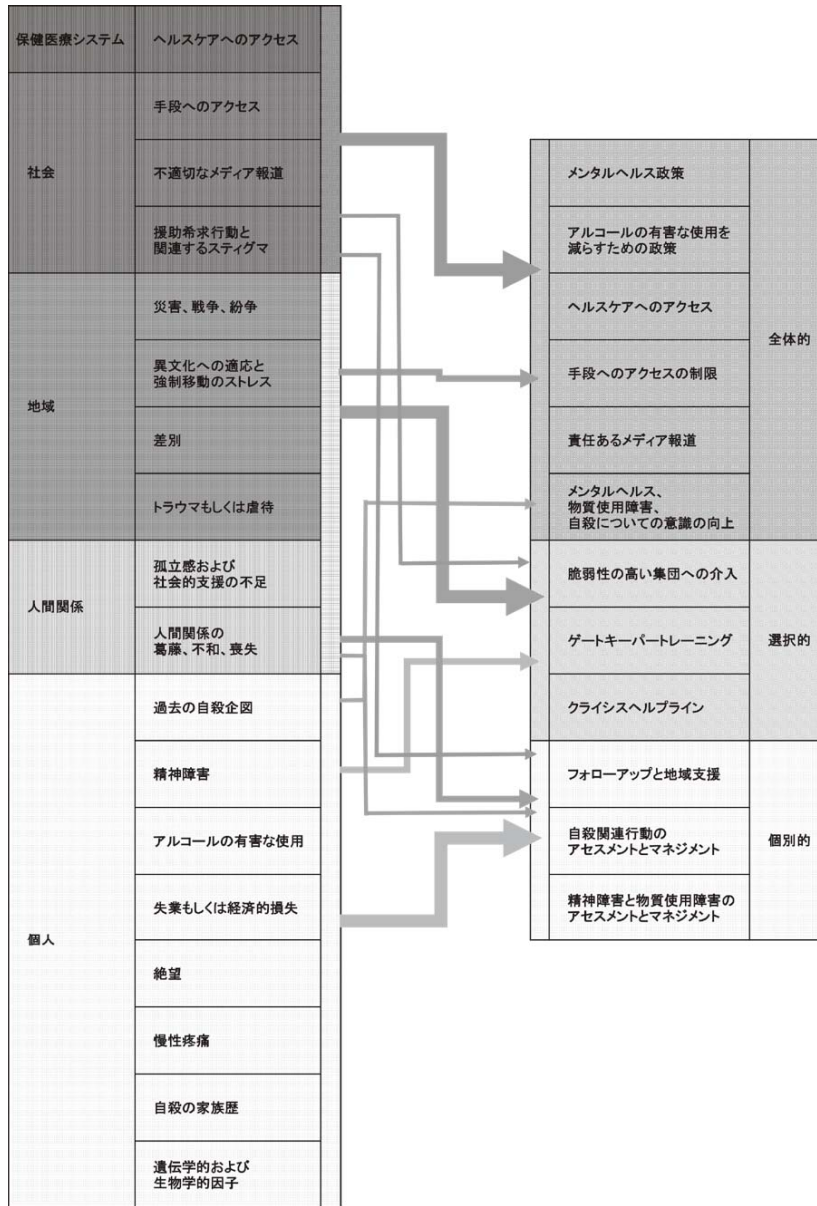 保健医療システム
ヘルスケアへのアクセス
社会
手段へのアクセス
不適切なメディア報道
援助希求行動と
関連するスティグマ
地域
災害、戦争、紛争
異文化への適応と
強制移動のストレス
差別
トラウマもしくは虐待
人間関係
孤立感および
社会的支援の不足
人間関係の
葛藤、不和、喪失
個人
過去の自殺企図
精神障害
アルコールの有害な使用
失業もしくは経済的損失
絶望
慢性疼痛
自殺の家族歴
遺伝学的および
生物学的因子
メンタルヘルス政策
アルコールの有害な使用を
減らすための政策
ヘルスケアへのアクセス
手段へのアクセスの制限
責任あるメディア報道
メンタルヘルス、
物質使用障害、
自殺についての意識の向上
全体的
脆弱性の高い集団への介入
ゲートキーパートレーニング
クライシスヘルプライン
選択的
フォローアップと地域支援
自殺関連行動の
アセスメントとマネジメント
精神障害と物質使用障害の
アセスメントとマネジメント
個別的